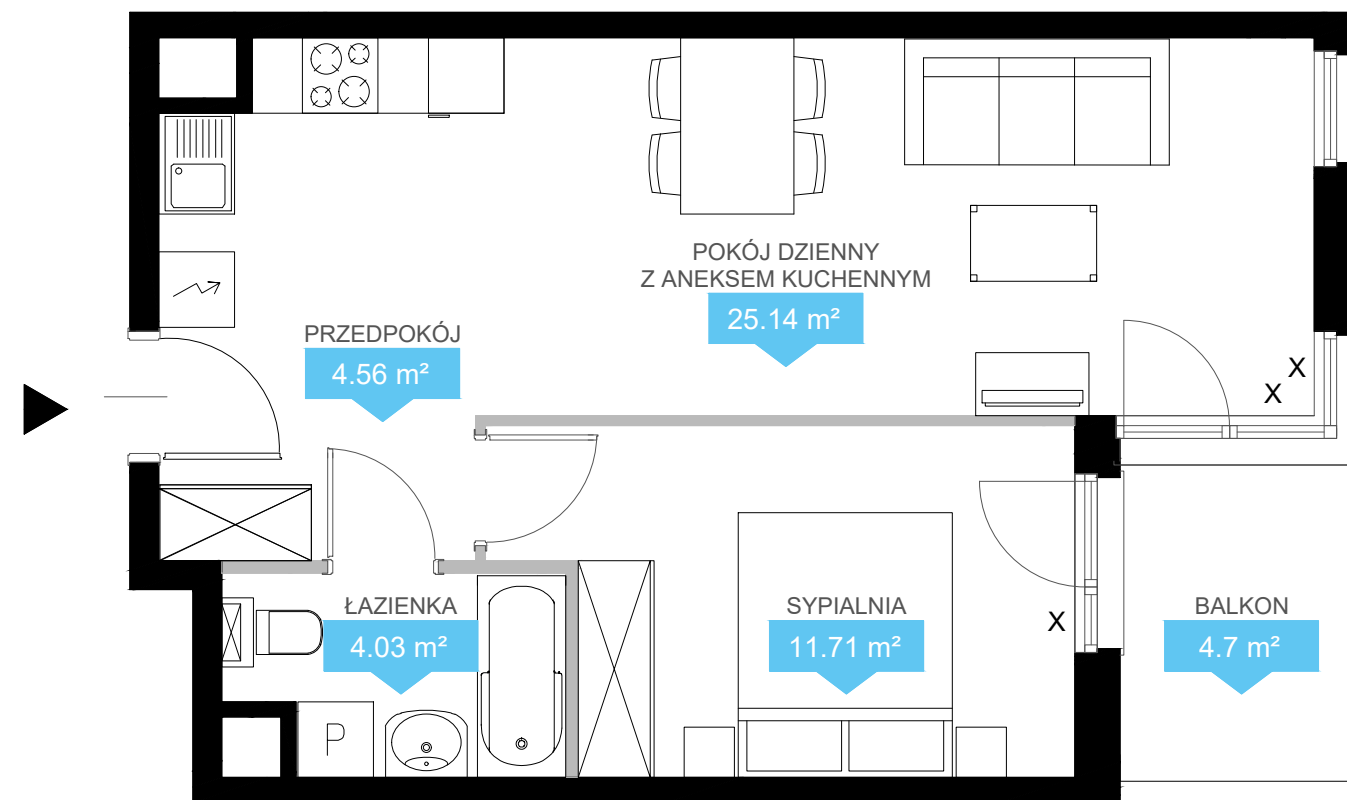 POKÓJ DZIENNY
Z ANEKSEM KUCHENNYM
25.14 m²
PRZEDPOKÓJ
4.56 m²
X
X
ŁAZIENKA
4.03 m²
SYPIALNIA
11.71 m²
X
BALKON
4.7 m²
P